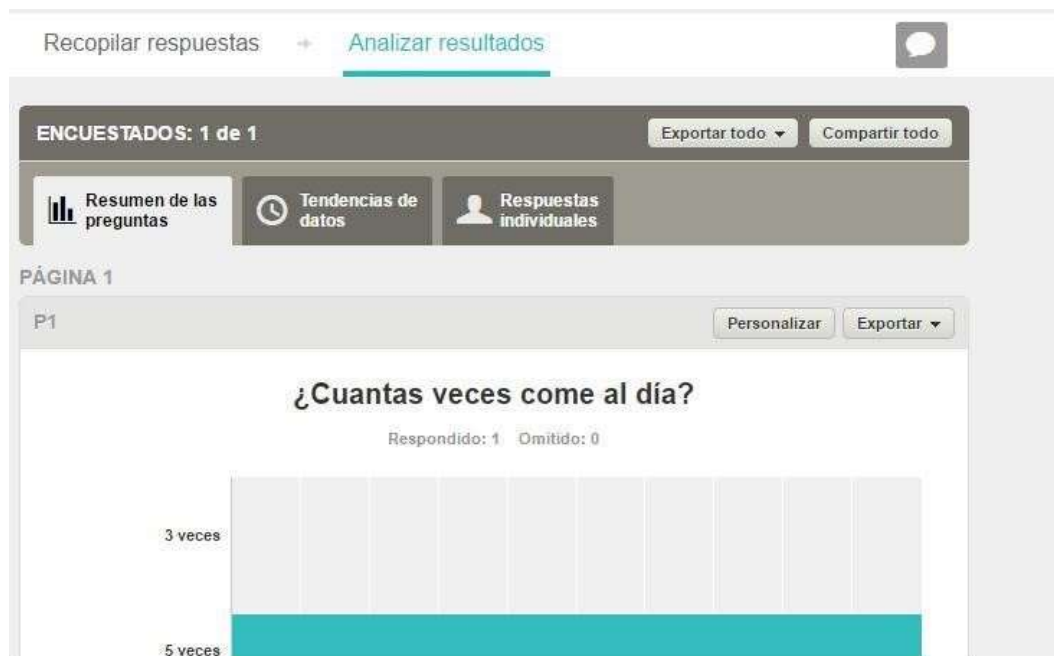 Recopilar respuestas Analizar resultados
ENCUESTADOS: 1 de 1 Exportar todo Compartir todo
Resumen de las preguntas
Tendencias de datos
Respuestas individuales
PÁGINA 1
P1 Personalizar Exportar
¿Cuantas veces come al día?
Respondido: 1 Omitido: 0
3 veces
5 veces